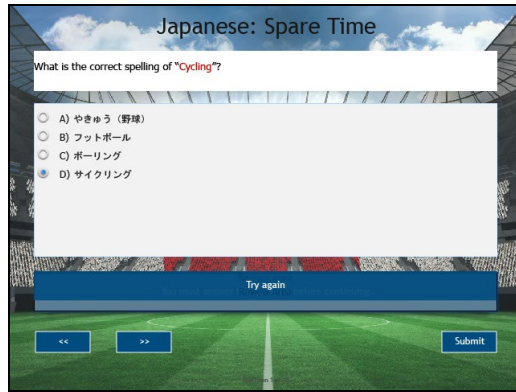 Japanese: Spare Time
What is the correct spelling of "Cycling"?
A) やきゅう（野球）
B) フットボール
C) ボーリング
D) サイクリング
Try again
<<
>>
Submit